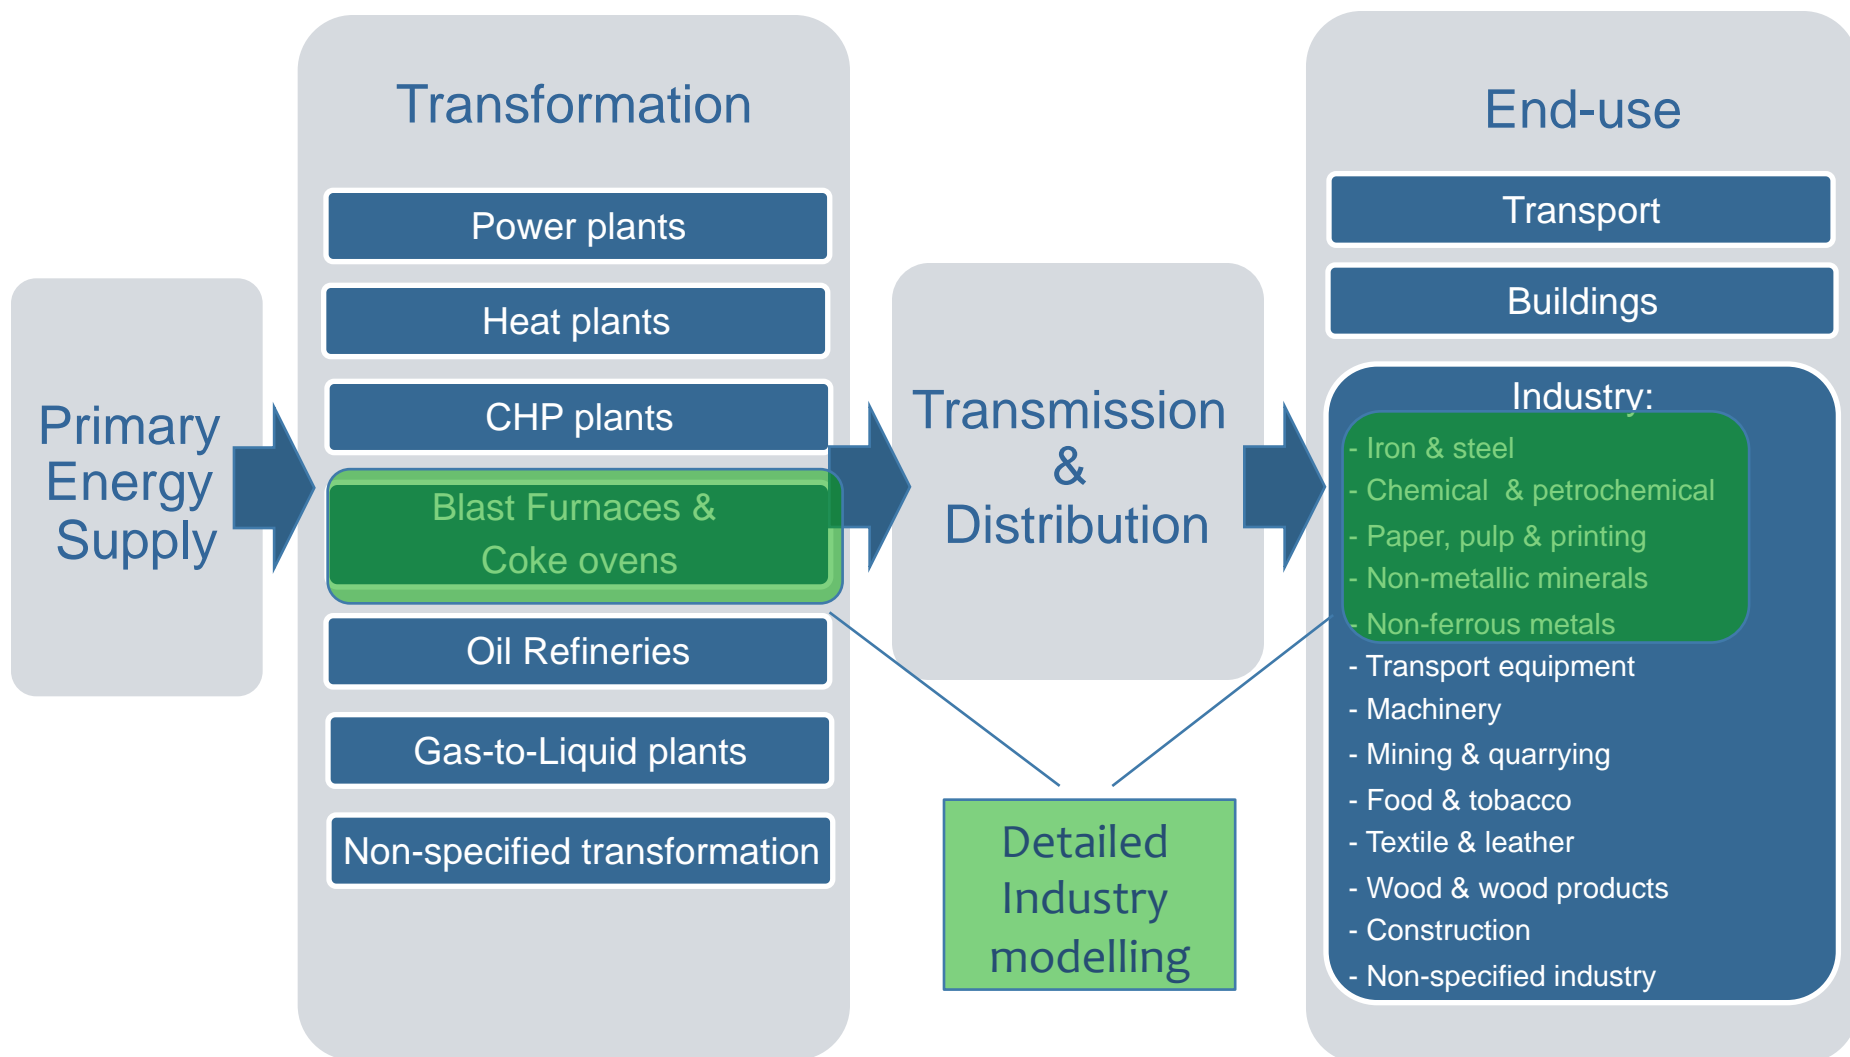 Primary
Energy
Supply
Transformation
Power plants
Heat plants
CHP plants
Blast Furnaces &
Coke ovens
Oil Refineries
Gas-to-Liquid plants
Non-specified transformation
Transmission
&
Distribution
Detailed
Industry
modelling
End-use
Transport
Buildings
Industry:
- Iron & steel
- Chemical & petrochemical
- Paper, pulp & printing
- Non-metallic minerals
- Non-ferrous metals
- Transport equipment
- Machinery
- Mining & quarrying
- Food & tobacco
- Textile & leather
- Wood & wood products
- Construction
- Non-specified industry